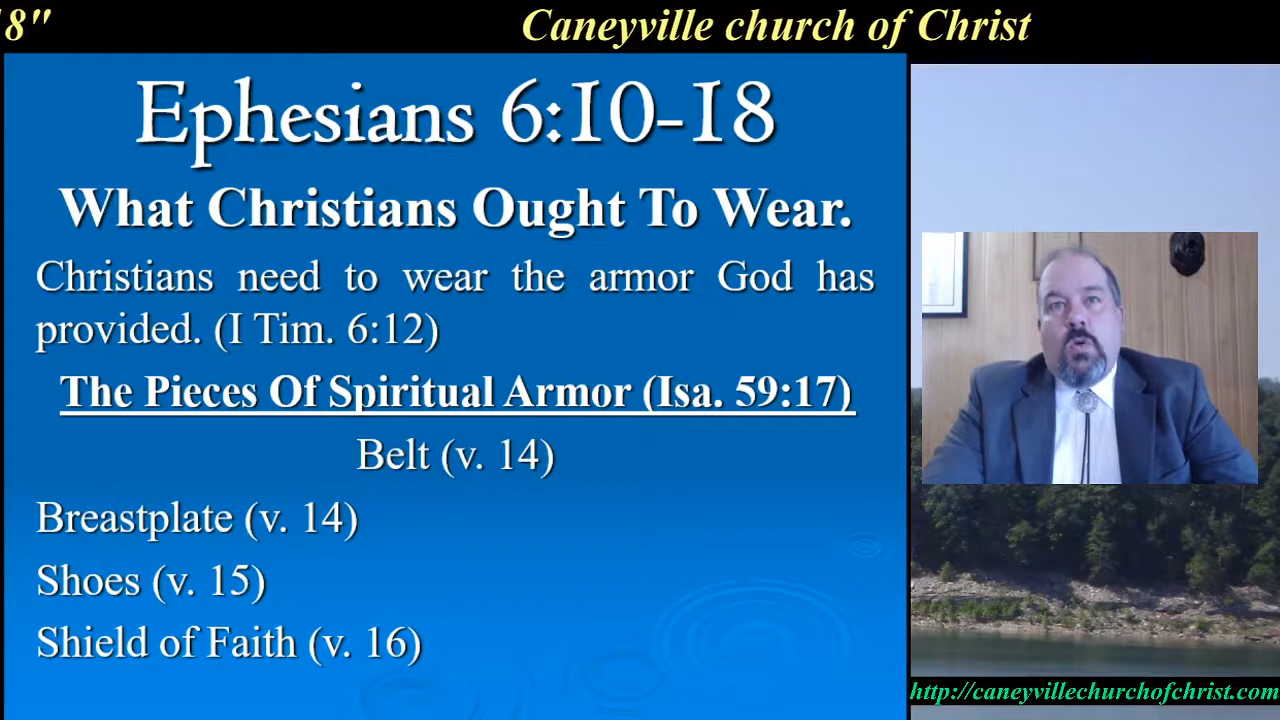 8" Caneyville church of Christ
Ephesians 6:10-18
What Christians Ought To Wear.
Christians need to wear the armor God has
provided. (I Tim. 6:12)
The Pieces Of Spiritual Armor (Isa. 59:17)
Belt (v. 14)
Breastplate (v. 14)
Shoes (v. 15)
Shield of Faith (v. 16)
http://caneyvillechurchofchrist.com